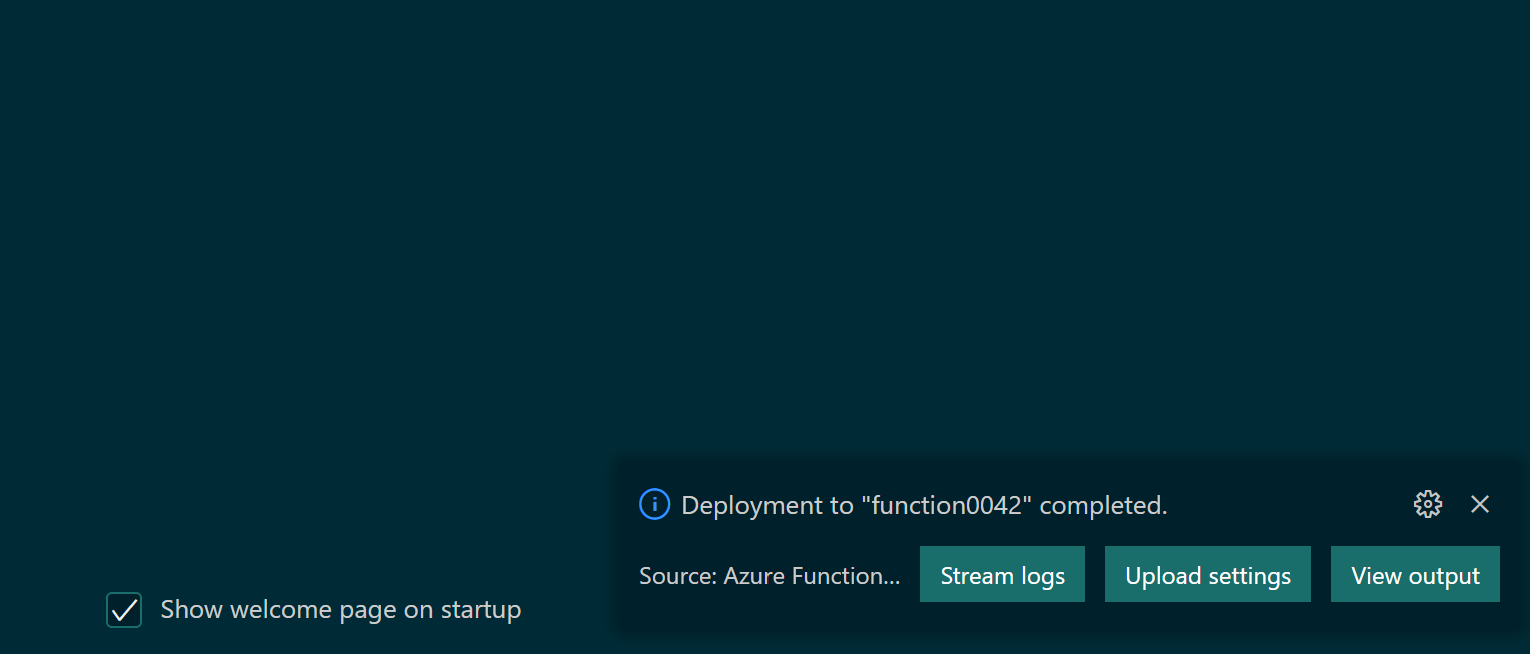 Deployment to "function0042" completed.
Source: Azure Function... Stream logs Upload settings View output
Show welcome page on startup